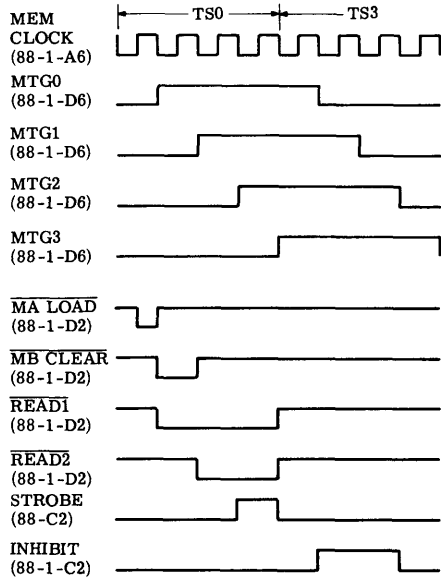 TS0 TS3
MEM
CLOCK
(88-1-A6)
MTG0
(88-1-D6)
MTG1
(88-1-D6)
MTG2
(88-1-D6)
MTG3
(88-1-D6)
MA LOAD
(88-1-D2)
MB CLEAR
(88-1-D2)
READ1
(88-1-D2)
READ2
(88-1-D2)
STROBE
(88-C2)
INHIBIT
(88-1-C2)